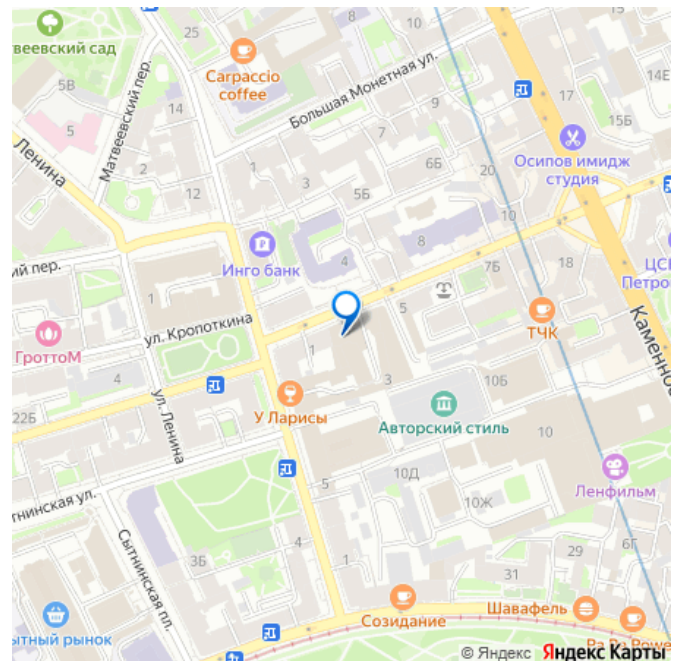 25
твеевский сад
Carpaccio
coffee
Большая Монетная ул.
14Е
5В
Матвеевский пер.
14
9
17
7
15Б
5
Осипов имидж
студия
Ленина
2
1
3
6Б
20
12
5Б
10
8
Инго банк
4
ЦС
Петро
ий пер.
7Б
18
1
5
ул. Кропоткина
ТЧК
ГроттоМ
1
Каменно
4
ул. Ленина
3
10Б
22Б
У Ларисы
Авторский стиль
10
10Д
Ленфильм
5
тнинская ул.
10Ж
Сытнинская пл.
4
3Б
1
29
6Г
31
Созидание
Шавафель
ытный рынок
© Яндекс Яндекс Карты